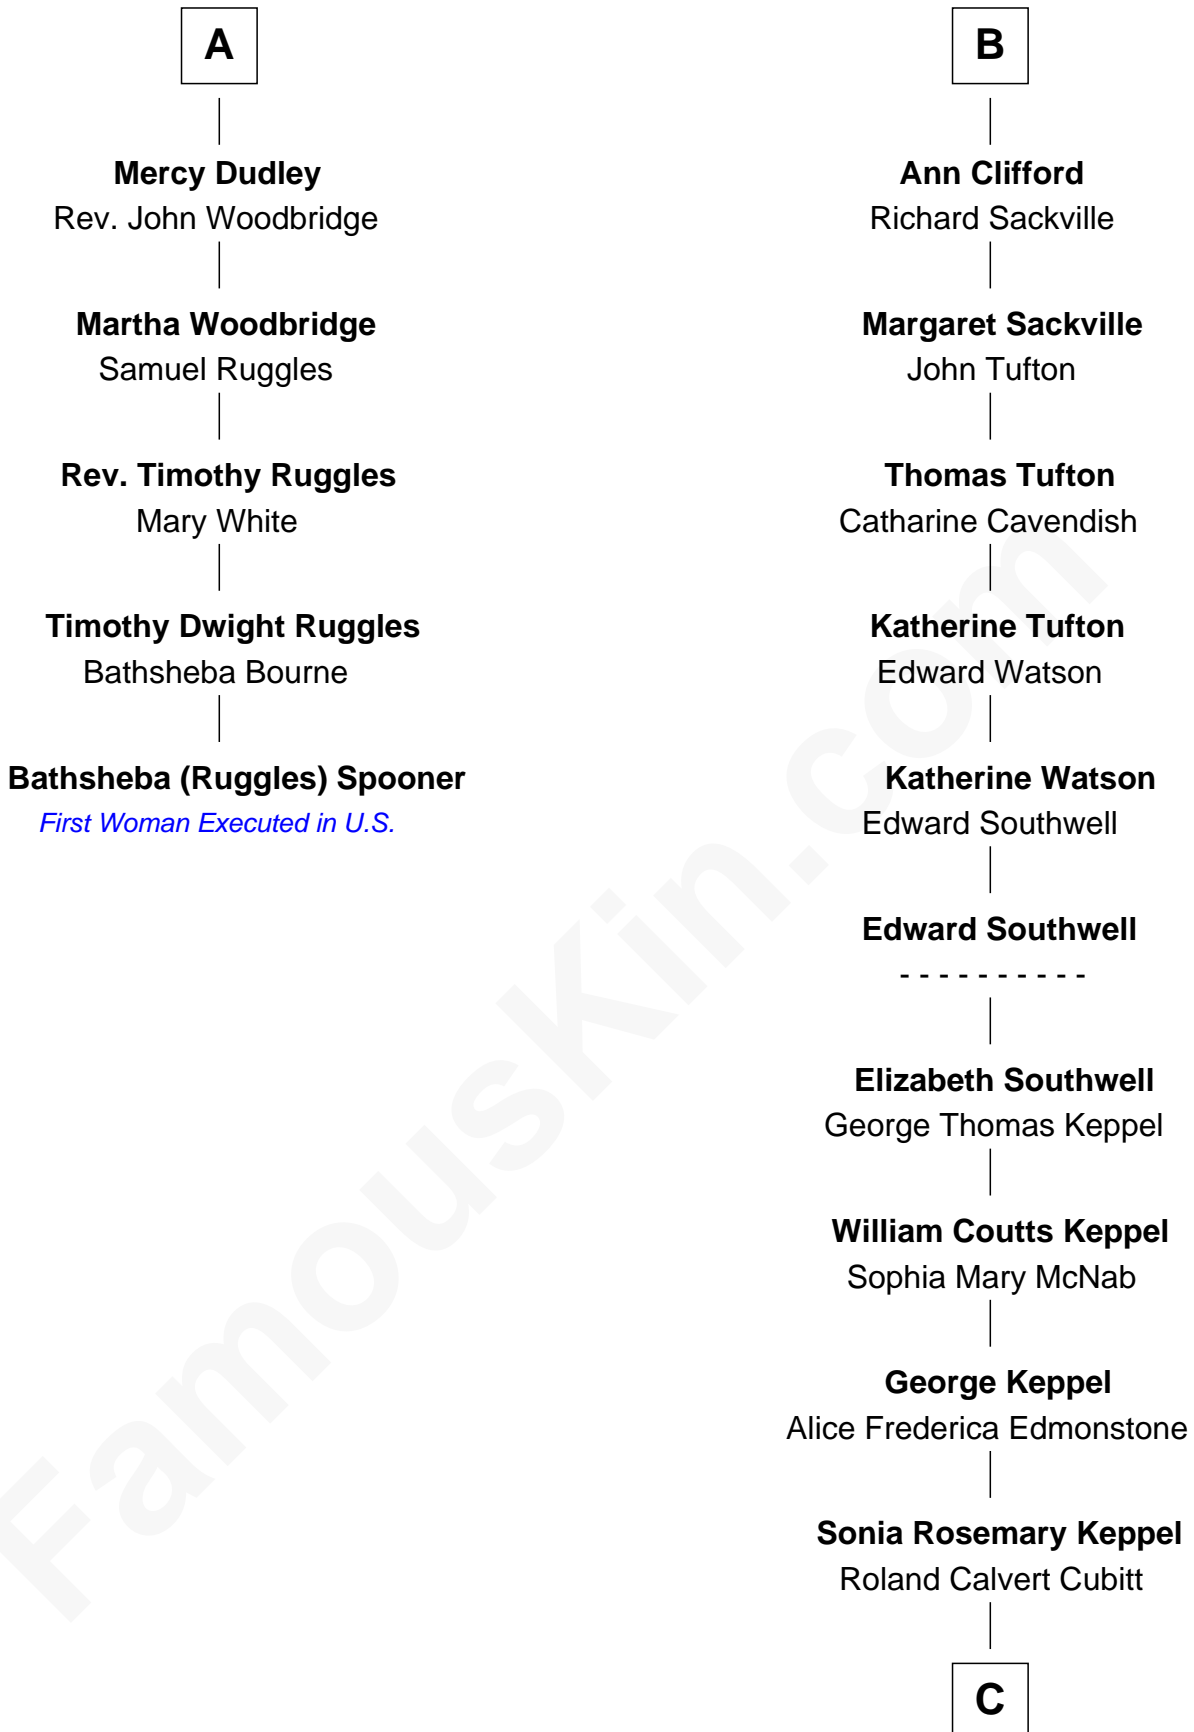 A
Mercy Dudley
Rev. John Woodbridge
Martha Woodbridge
Samuel Ruggles
Rev. Timothy Ruggles
Mary White
Timothy Dwight Ruggles
Bathsheba Bourne
Bathsheba (Ruggles) Spooner
First Woman Executed in U.S.
B
Ann Clifford
Richard Sackville
Margaret Sackville
John Tufton
Thomas Tufton
Catharine Cavendish
Katherine Tufton
Edward Watson
Katherine Watson
Edward Southwell
Edward Southwell
- - - - - - - - - -
Elizabeth Southwell
George Thomas Keppel
William Coutts Keppel
Sophia Mary McNab
George Keppel
Alice Frederica Edmonstone
Sonia Rosemary Keppel
Roland Calvert Cubitt
C
FamousKin.com